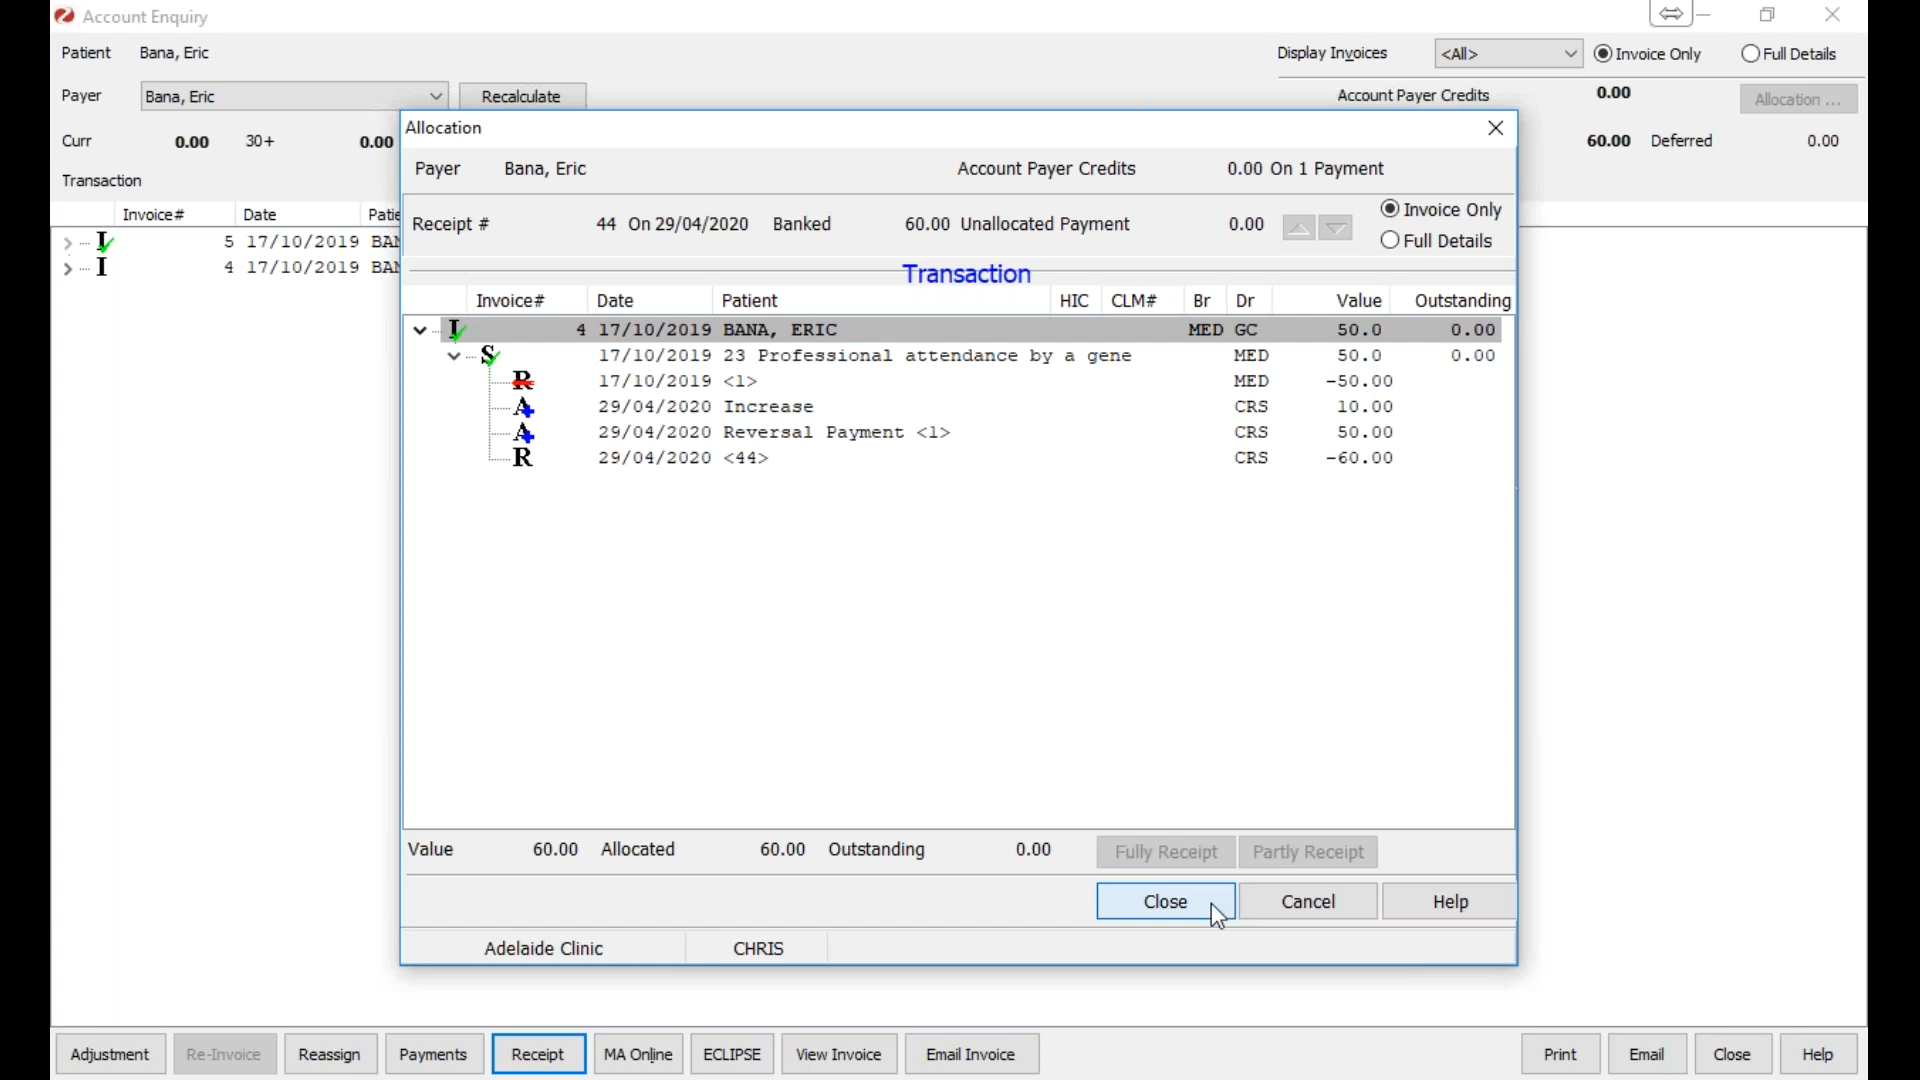 Account Enquiry
Patient Bana, Eric Display Invoices <All> Invoice Only Full Details
Payer Bana, Eric Recalculate Account Payer Credits 0.00 Allocation ...
Curr 0.00 30+ 0.00 60.00 Deferred 0.00
Transaction
Invoice# Date Patie
I 5 17/10/2019 BAN
I 4 17/10/2019 BAN
Allocation
Payer Bana, Eric Account Payer Credits 0.00 On 1 Payment
Receipt # 44 On 29/04/2020 Banked 60.00 Unallocated Payment 0.00 Invoice Only
Full Details
Transaction
Invoice# Date Patient HIC CLM# Br Dr Value Outstanding
I 4 17/10/2019 BANA, ERIC MED GC 50.0 0.00
S 17/10/2019 23 Professional attendance by a gene MED 50.0 0.00
R 17/10/2019 <1> MED -50.00
A 29/04/2020 Increase CRS 10.00
A 29/04/2020 Reversal Payment <1> CRS 50.00
R 29/04/2020 <44> CRS -60.00
Value 60.00 Allocated 60.00 Outstanding 0.00 Fully Receipt Partly Receipt
Close Cancel Help
Adelaide Clinic CHRIS
Adjustment Re-Invoice Reassign Payments Receipt MA Online ECLIPSE View Invoice Email Invoice Print Email Close Help